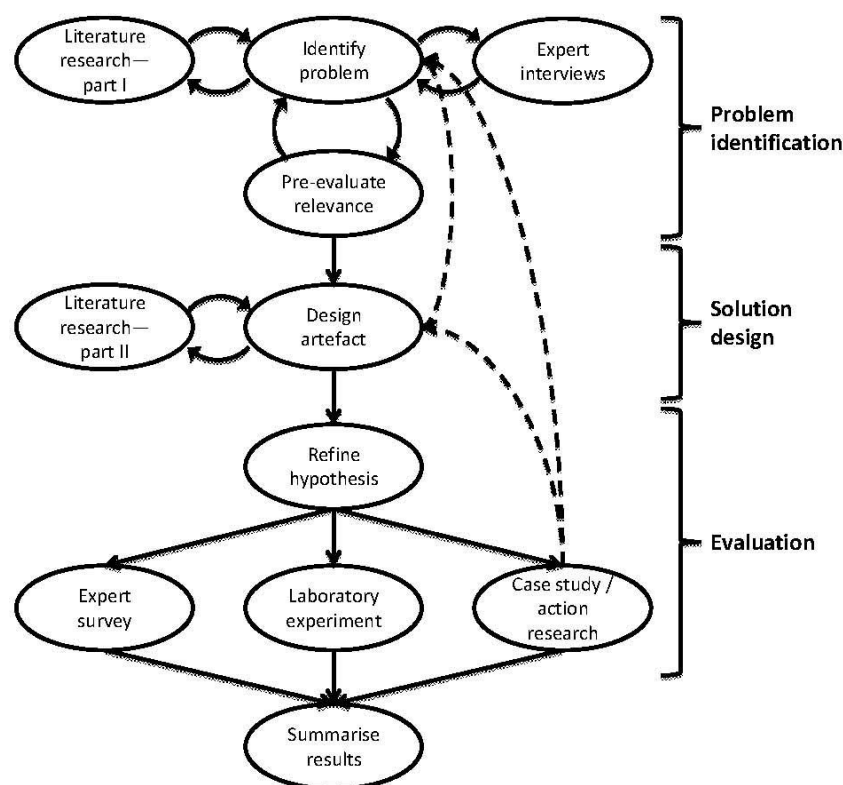 Literature
research—
part I
Identify
problem
Expert
interviews
Problem
identification
Pre-evaluate
relevance
Literature
research—
part II
Design
artefact
Solution
design
Refine
hypothesis
Evaluation
Expert
survey
Laboratory
experiment
Case study /
action
research
Summarise
results